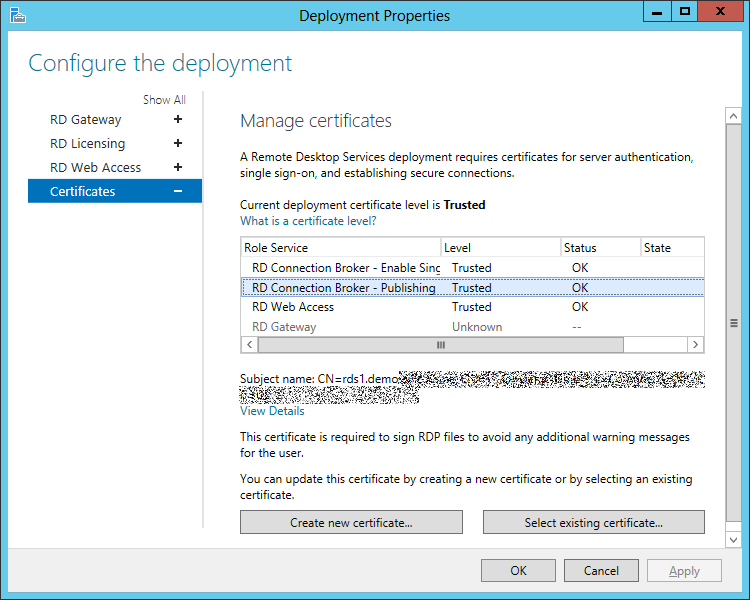 Deployment Properties
Configure the deployment
Show All
RD Gateway +
RD Licensing +
RD Web Access +
Certificates –
Manage certificates
A Remote Desktop Services deployment requires certificates for server authentication,
single sign-on, and establishing secure connections.
Current deployment certificate level is Trusted
What is a certificate level?
Role Service Level Status State
RD Connection Broker - Enable Sing Trusted OK
RD Connection Broker - Publishing Trusted OK
RD Web Access Trusted OK
RD Gateway Unknown --
Subject name: CN=rds1.demo
View Details
This certificate is required to sign RDP files to avoid any additional warning messages
for the user.
You can update this certificate by creating a new certificate or by selecting an existing
certificate.
Create new certificate... Select existing certificate...
OK Cancel Apply